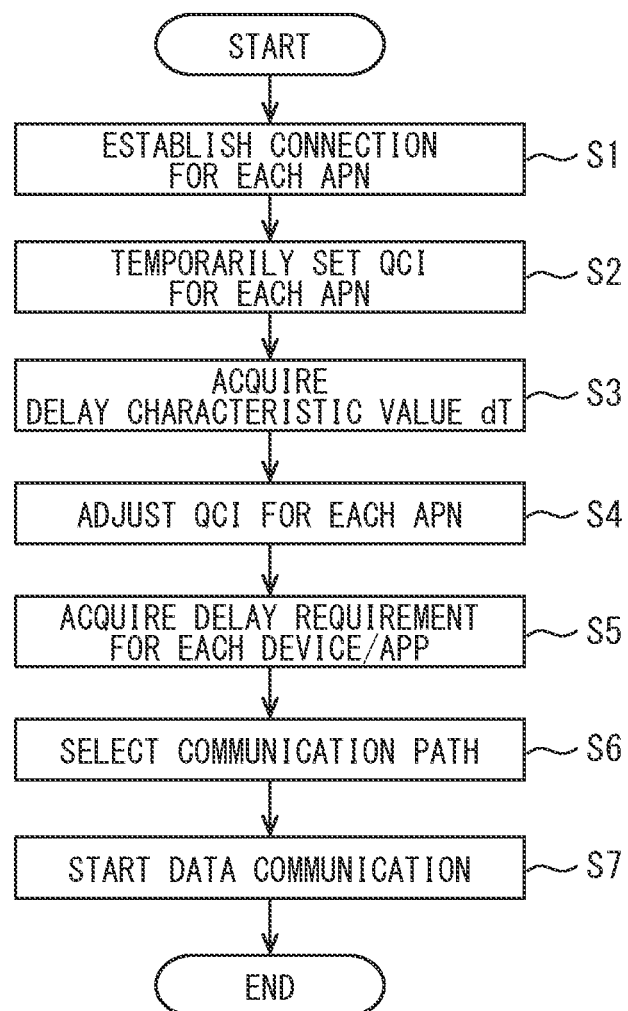 START
ESTABLISH CONNECTION
FOR EACH APN
S1
TEMPORARILY SET QCI
FOR EACH APN
S2
ACQUIRE
DELAY CHARACTERISTIC VALUE dT
S3
ADJUST QCI FOR EACH APN
S4
ACQUIRE DELAY REQUIREMENT
FOR EACH DEVICE/APP
S5
SELECT COMMUNICATION PATH
S6
START DATA COMMUNICATION
S7
END